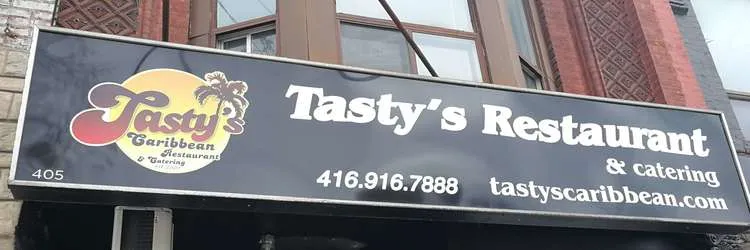 Tasty's
Caribbean
Restaurant
& Catering
405
Tasty's Restaurant
& catering
416.916.7888
tastyscaribbean.com